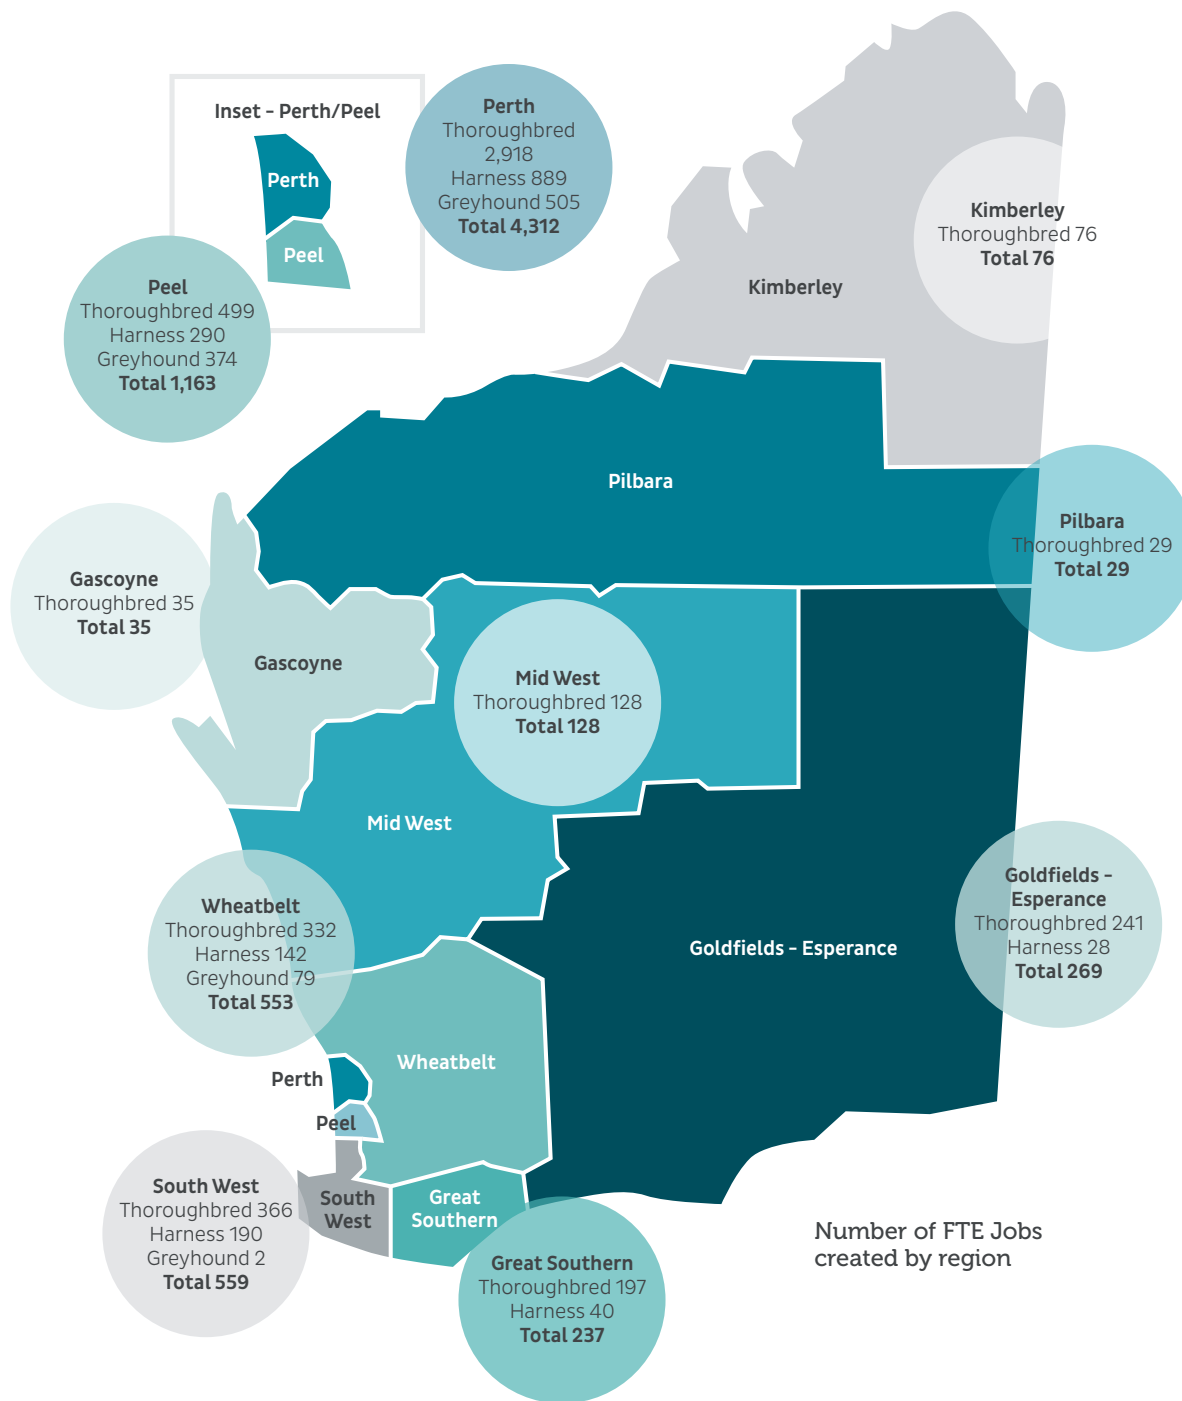 Inset - Perth/Peel
Perth
Peel
Perth
Thoroughbred
2,918
Harness 889
Greyhound 505
Total 4,312
Peel
Thoroughbred 499
Harness 290
Greyhound 374
Total 1,163
Kimberley
Thoroughbred 76
Total 76
Kimberley
Pilbara
Pilbara
Thoroughbred 29
Total 29
Gascoyne
Thoroughbred 35
Total 35
Gascoyne
Mid West
Thoroughbred 128
Total 128
Mid West
Goldfields -
Esperance
Thoroughbred 241
Harness 28
Total 269
Goldfields - Esperance
Wheatbelt
Thoroughbred 332
Harness 142
Greyhound 79
Total 553
Wheatbelt
Perth
Peel
South West
Thoroughbred 366
Harness 190
Greyhound 2
Total 559
South
West
Great
Southern
Great Southern
Thoroughbred 197
Harness 40
Total 237
Number of FTE Jobs
created by region